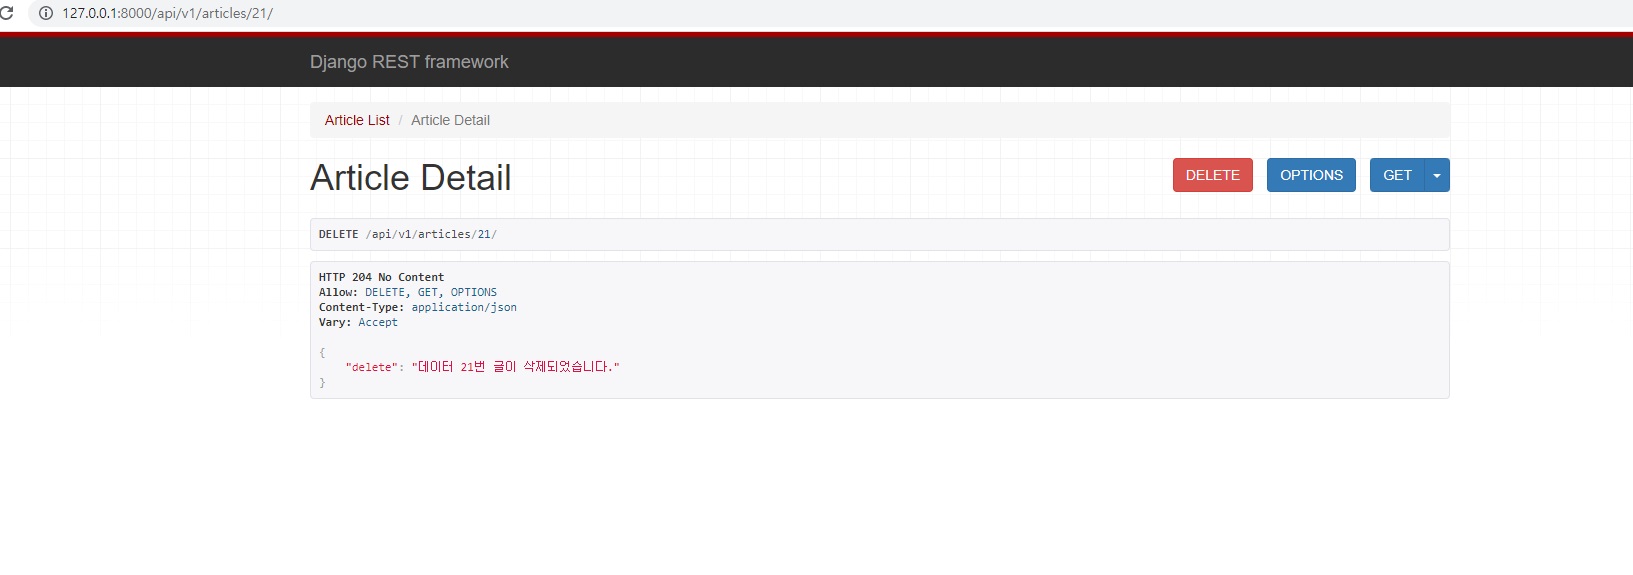 127.0.0.1:8000/api/v1/articles/21/
Django REST framework
Article List / Article Detail
Article Detail
DELETE
OPTIONS
GET
DELETE /api/v1/articles/21/
HTTP 204 No Content
Allow: DELETE, GET, OPTIONS
Content-Type: application/json
Vary: Accept
{
    "delete": "데이터 21번 글이 삭제되었습니다."
}